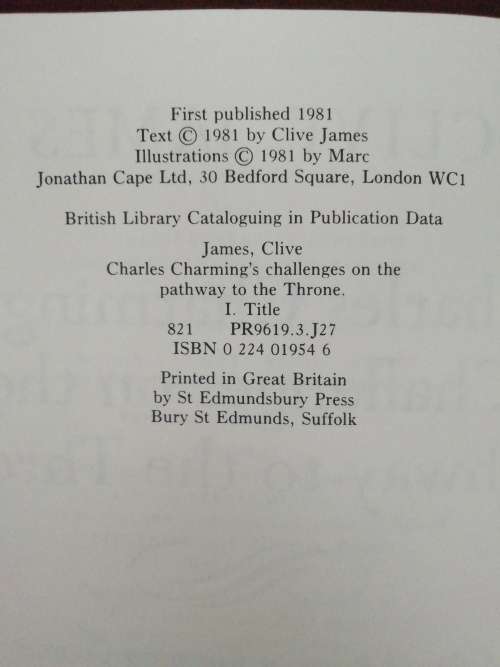 First published 1981
Text © 1981 by Clive James
Illustrations © 1981 by Marc
Jonathan Cape Ltd, 30 Bedford Square, London WC1
British Library Cataloguing in Publication Data
James, Clive
Charles Charming's challenges on the
pathway to the Throne.
I. Title
821 PR9619.3.J27
ISBN 0 224 01954 6
Printed in Great Britain
by St Edmundsbury Press
Bury St Edmunds, Suffolk